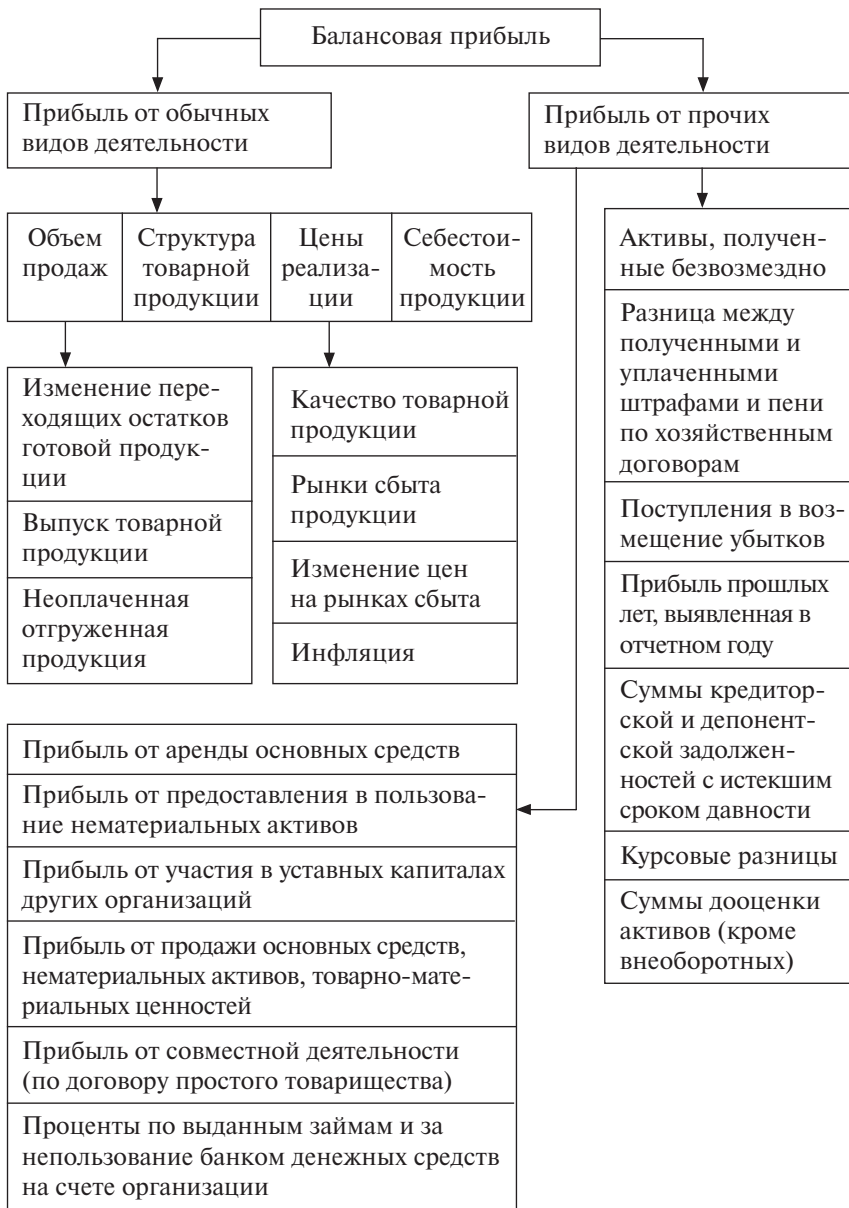 Балансовая прибыль
Прибыль от обычных
видов деятельности
Прибыль от прочих
видов деятельности
Объем
продаж
Структура
товарной
продукции
Цены
реализа-
ции
Себестои-
мость
продукции
Изменение пере-
ходящих остатков
готовой продук-
ции
Выпуск товарной
продукции
Неоплаченная
отгруженная
продукция
Качество товарной
продукции
Рынки сбыта
продукции
Изменение цен
на рынках сбыта
Инфляция
Активы, получен-
ные безвозмездно
Разница между
полученными и
уплаченными
штрафами и пени
по хозяйственным
договорам
Поступления в воз-
мещение убытков
Прибыль прошлых
лет, выявленная в
отчетном году
Суммы кредитор-
ской и депонент-
ской задолжен-
ностей с истекшим
сроком давности
Курсовые разницы
Суммы дооценки
активов (кроме
внеоборотных)
Прибыль от аренды основных средств
Прибыль от предоставления в пользова-
ние нематериальных активов
Прибыль от участия в уставных капиталах
других организаций
Прибыль от продажи основных средств,
нематериальных активов, товарно-мате-
риальных ценностей
Прибыль от совместной деятельности
(по договору простого товарищества)
Проценты по выданным займам и за
непользование банком денежных средств
на счете организации